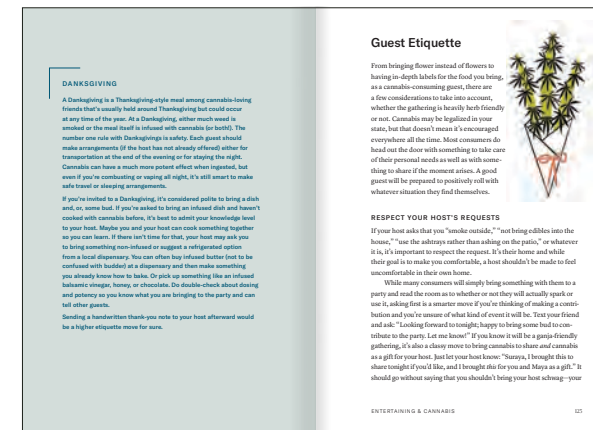 DANKSGIVING
A Danksgiving is a Thanksgiving-style meal among cannabis-loving
friends that's usually held around Thanksgiving but could occur
at any time of the year. At a Danksgiving, either much weed is
smoked or the meal itself is infused with cannabis (or both!). The
number one rule with Danksgivings is safety. Each guest should
make arrangements (if the host has not already offered) either for
transportation at the end of the evening or for staying the night.
Cannabis can have a much more potent effect when ingested, but
even if you're combusting or vaping all night, it's still smart to make
safe travel or sleeping arrangements.
If you're invited to a Danksgiving, it's considered polite to bring a dish
and, or, some bud. If you're asked to bring an infused dish and haven't
cooked with cannabis before, it's best to admit your knowledge level
to your host. Maybe you and your host can cook something together
so you can learn. If there isn't time for that, your host may ask you
to bring something non-infused or suggest a refrigerated option
from a local dispensary. You can often buy infused butter (not to be
confused with budder) at a dispensary and then make something
you already know how to bake. Or pick up something like an infused
balsamic vinegar, honey, or chocolate. Do double-check about dosing
and potency so you know what you are bringing to the party and can
tell other guests.
Sending a handwritten thank-you note to your host afterward would
be a higher etiquette move for sure.
Guest Etiquette
From bringing flower instead of flowers to
having in-depth labels for the food you bring,
as a cannabis-consuming guest, there are
a few considerations to take into account,
whether the gathering is heavily herb friendly
or not. Cannabis may be legalized in your
state, but that doesn't mean it's encouraged
everywhere all the time. Most consumers do
head out the door with something to take care
of their personal needs as well as with some-
thing to share if the moment arises. A good
guest will be prepared to positively roll with
whatever situation they find themselves.
RESPECT YOUR HOST'S REQUESTS
If your host asks that you "smoke outside," "not bring edibles into the
house," "use the ashtrays rather than ashing on the patio," or whatever
it is, it's important to respect the request. It's their home and while
their goal is to make you comfortable, a host shouldn't be made to feel
uncomfortable in their own home.
While many consumers will simply bring something with them to a
party and read the room as to whether or not they will actually spark or
use it, asking first is a smarter move if you're thinking of making a contri-
bution and you're unsure of what kind of event it will be. Text your friend
and ask: "Looking forward to tonight; happy to bring some bud to con-
tribute to the party. Let me know!" If you know it will be a ganja-friendly
gathering, it's also a classy move to bring cannabis to share and cannabis
as a gift for your host. Just let your host know: "Suraya, I brought this to
share tonight if you'd like, and I brought this for you and Maya as a gift." It
should go without saying that you shouldn't bring your host schwag—your
ENTERTAINING & CANNABIS